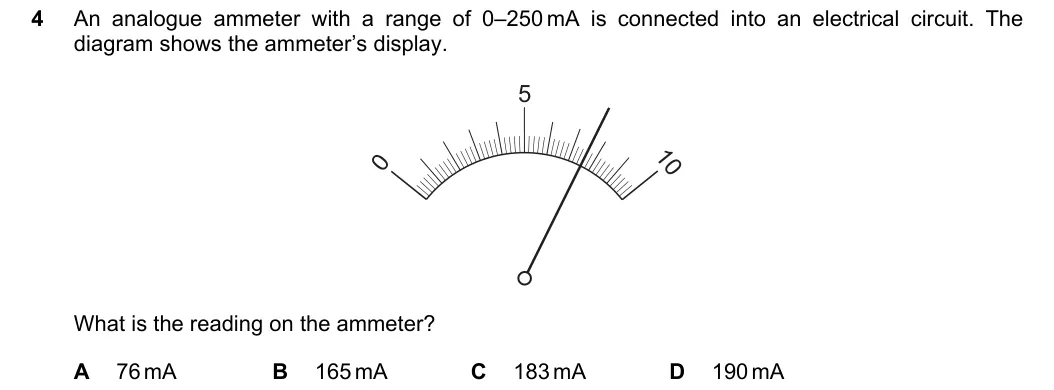 4 An analogue ammeter with a range of 0–250 mA is connected into an electrical circuit. The
diagram shows the ammeter's display.
5
0
10
What is the reading on the ammeter?
A 76 mA B 165 mA C 183 mA D 190 mA